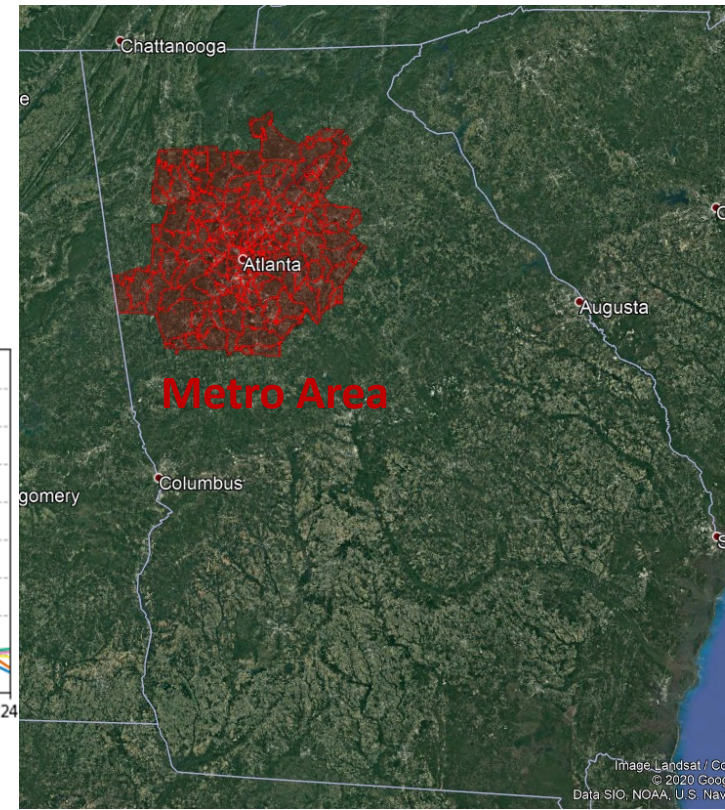 Chattanooga
e
Atlanta
Augusta
Metro Area
Columbus
gomery
24
Image Landsat / Co
© 2020 Goo
Data SIO, NOAA, U.S. Nav